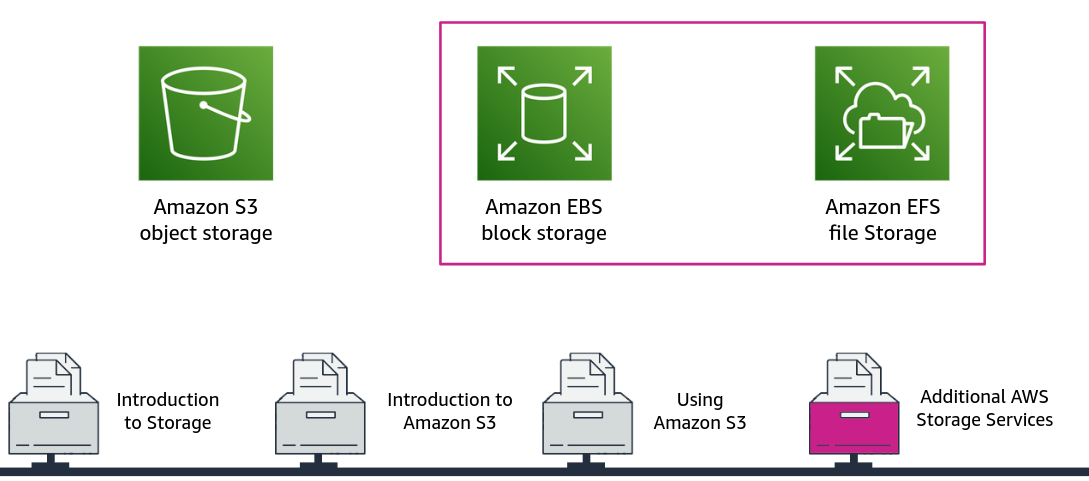 Amazon S3
object storage
Amazon EBS
block storage
Amazon EFS
file Storage
Introduction
to Storage
Introduction to
Amazon S3
Using
Amazon S3
Additional AWS
Storage Services